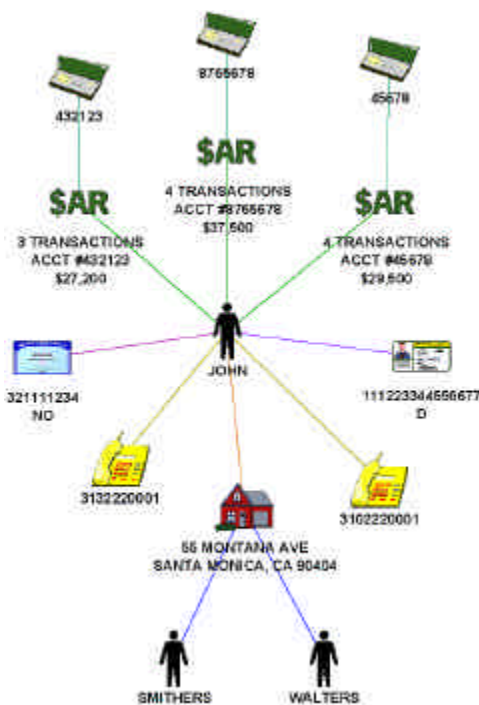 8765678
432123
45678
$AR
4 TRANSACTIONS
ACCT #8765678
$37,500
$AR
3 TRANSACTIONS
ACCT #432123
$27,200
$AR
4 TRANSACTIONS
ACCT #45678
$29,600
JOHN
321111234
NO
111223344556677
D
3132220001
3102220001
55 MONTANA AVE
SANTA MONICA, CA 90404
SMITHERS
WALTERS